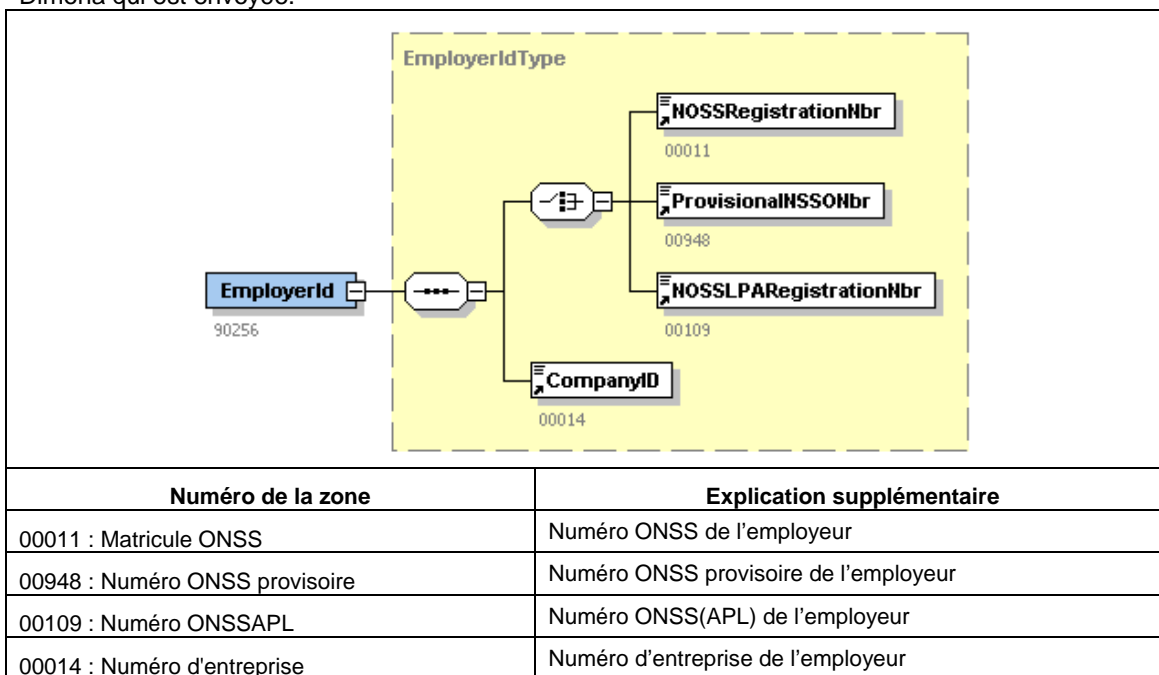 Dimona qui est envoyée.
EmployerIdType
NOSSRegistrationNbr
00011
ProvisionalNSSONbr
00948
EmployerId
90256
NOSSLPARegistrationNbr
00109
CompanyID
00014
Numéro de la zone Explication supplémentaire
00011 : Matricule ONSS Numéro ONSS de l’employeur
00948 : Numéro ONSS provisoire Numéro ONSS provisoire de l’employeur
00109 : Numéro ONSSAPL Numéro ONSS(APL) de l’employeur
00014 : Numéro d'entreprise Numéro d’entreprise de l’employeur